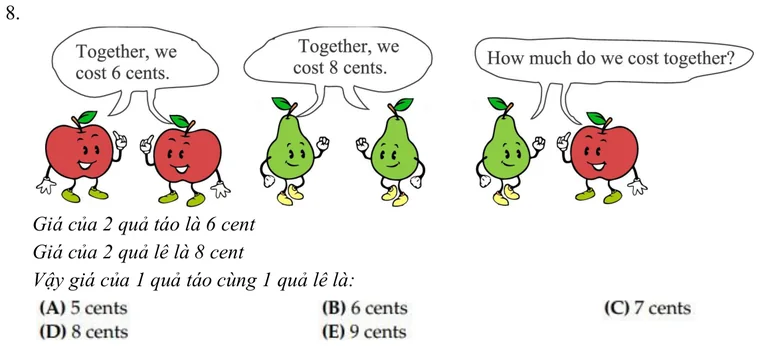 8.
Together, we
cost 6 cents.
Together, we
cost 8 cents.
How much do we cost together?
Giá của 2 quả táo là 6 cent
Giá của 2 quả lê là 8 cent
Vậy giá của 1 quả táo cùng 1 quả lê là:
(A) 5 cents (B) 6 cents (C) 7 cents
(D) 8 cents (E) 9 cents